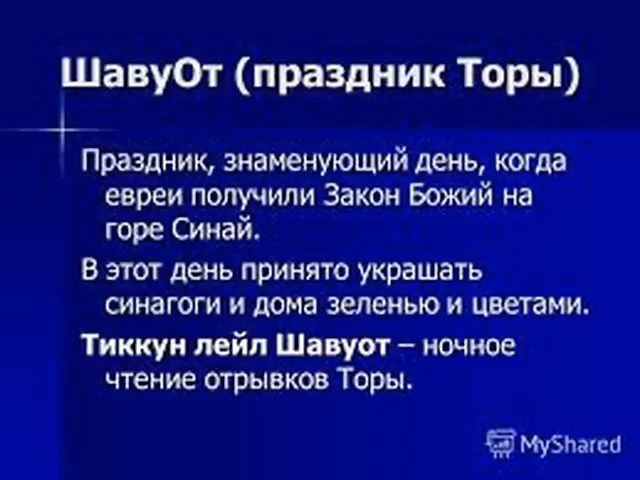 ШавуОт (праздник Торы)
Праздник, знаменующий день, когда
евреи получили Закон Божий на
горе Синай.
В этот день принято украшать
синагоги и дома зеленью и цветами.
Тиккун лейл Шавуот – ночное
чтение отрывков Торы.
MyShared